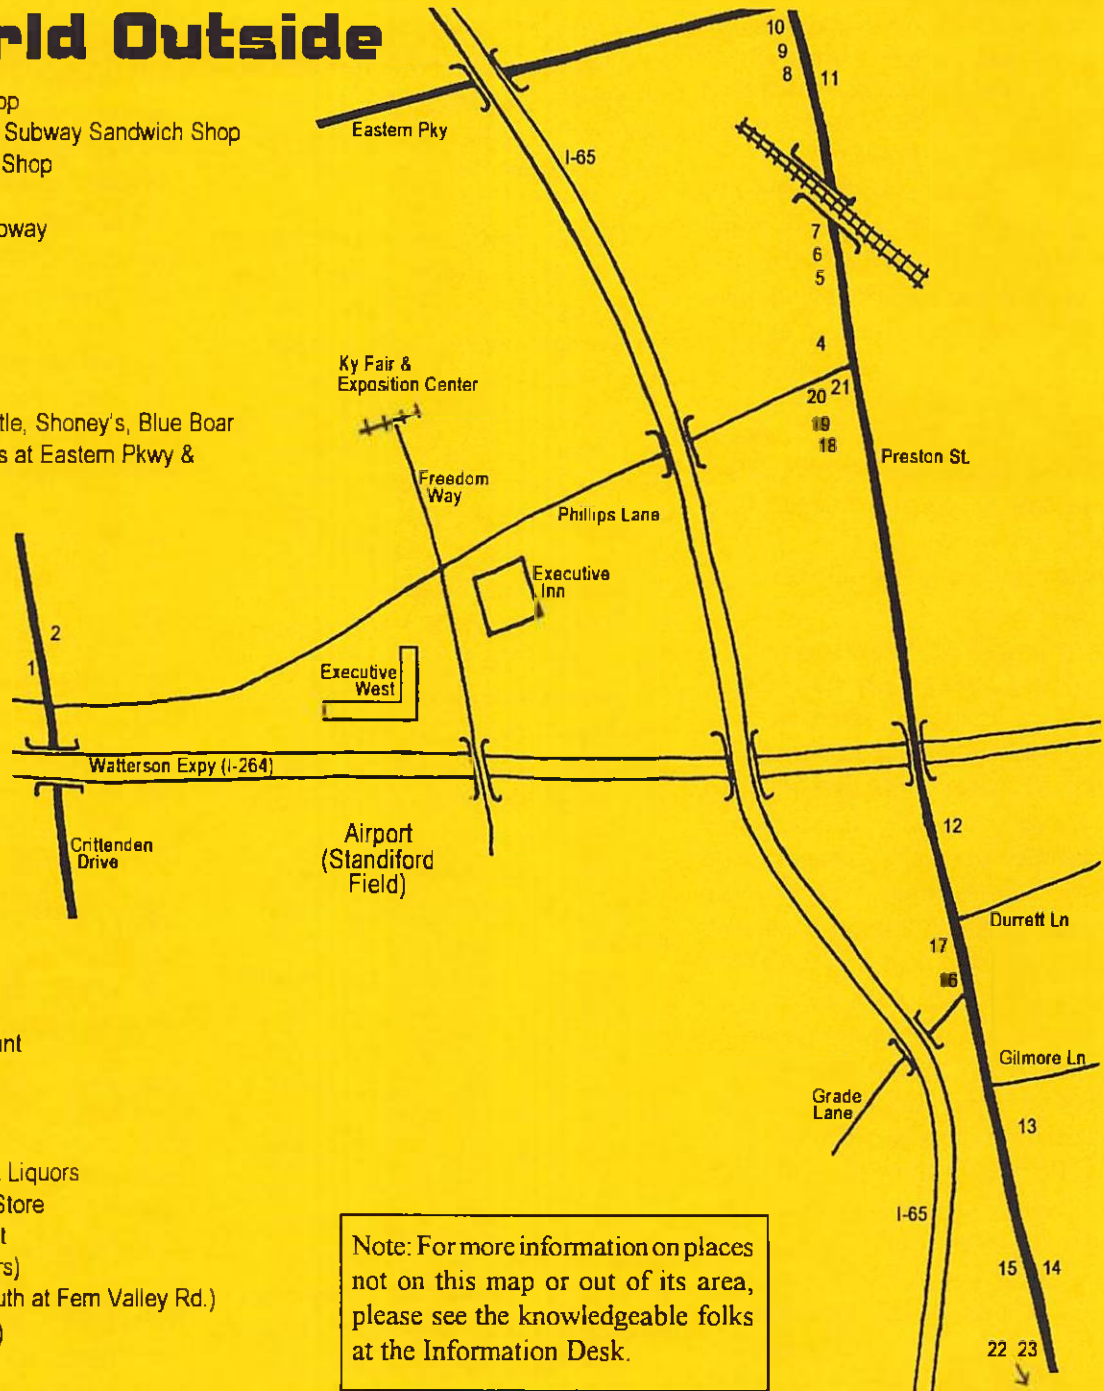 rld Outside
op
Subway Sandwich Shop
Shop
bway
tle, Shoney's, Blue Boar
s at Eastern Pkwy &
ant
Liquors
Store
t
rs)
uth at Fern Valley Rd.)
)
10
9
8
11
Eastern Pky
I-65
7
6
5
4
Ky Fair &
Exposition Center
20 21
19
18
Preston St.
Freedom
Way
Phillips Lane
Executive
Inn
2
1
Executive
West
Watterson Expy (I-264)
Crittenden
Drive
Airport
(Standiford
Field)
12
Durrett Ln
17
16
Gilmore Ln
Grade
Lane
13
I-65
15 14
22 23
Note: For more information on places
not on this map or out of its area,
please see the knowledgeable folks
at the Information Desk.